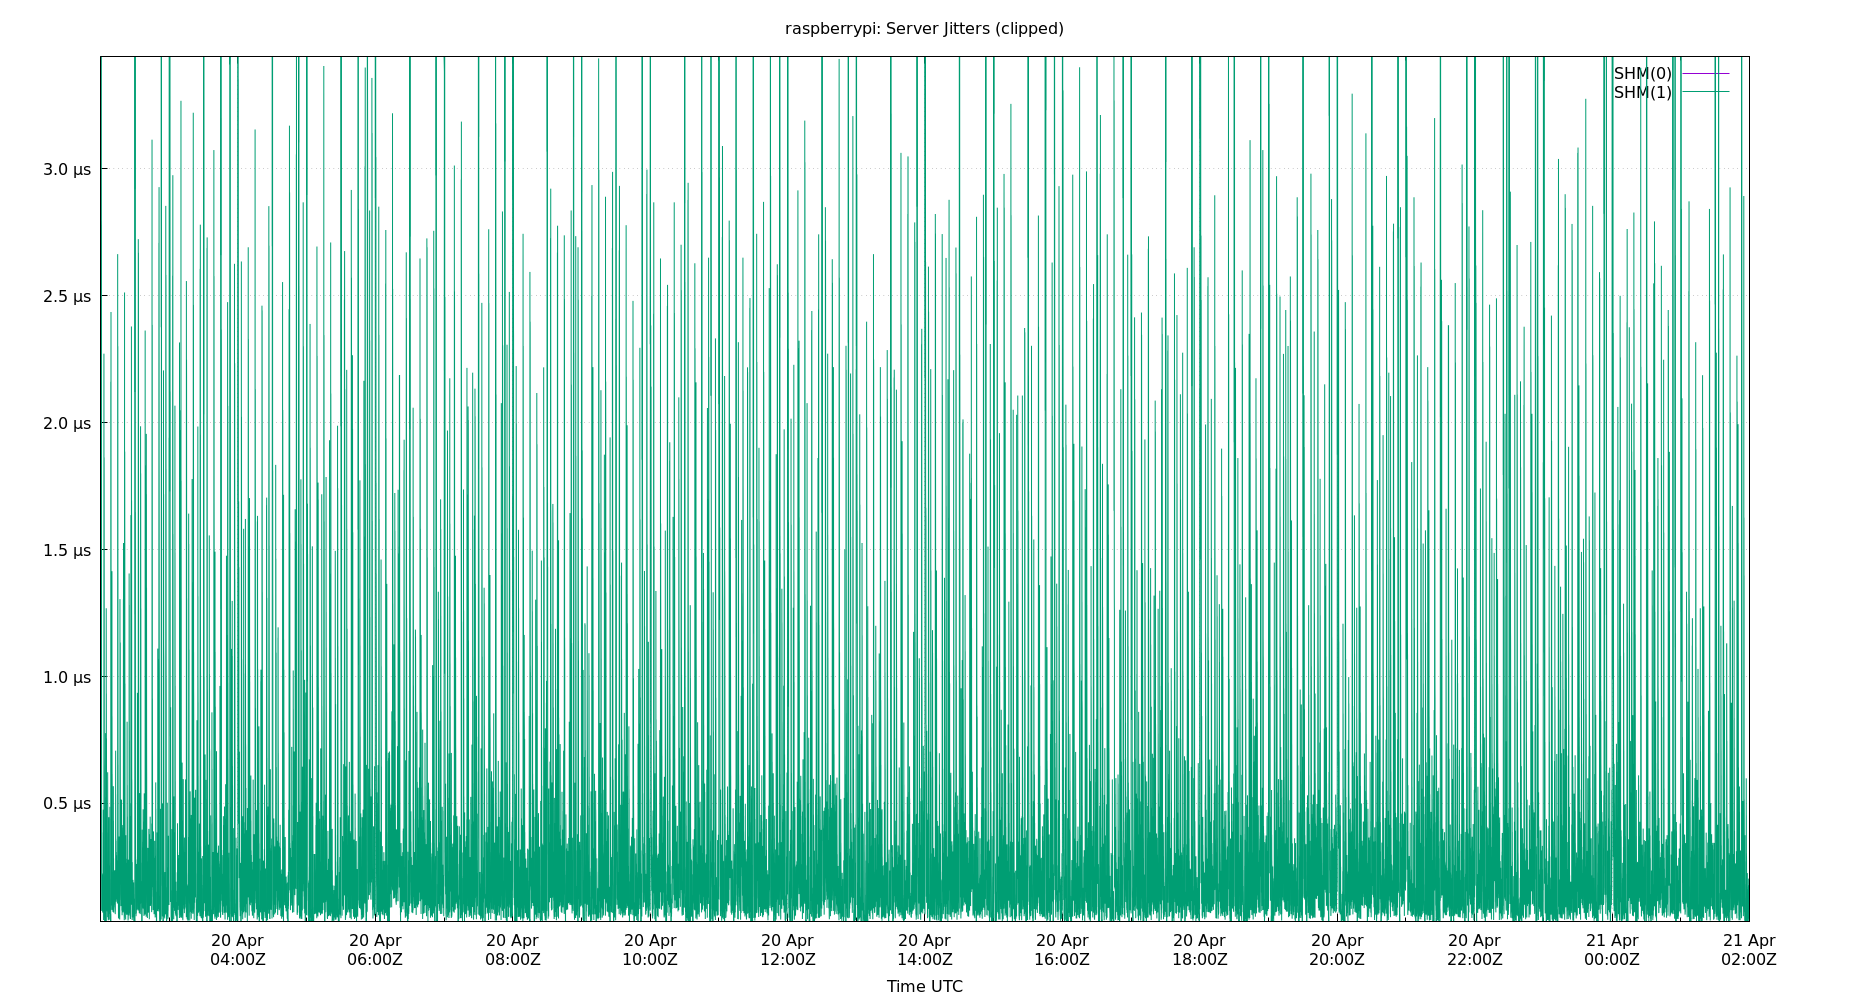 raspberrypi: Server Jitters (clipped)
SHM(0)
SHM(1)
3.0 µs
2.5 µs
2.0 µs
1.5 µs
1.0 µs
0.5 µs
20 Apr 20 Apr 20 Apr 20 Apr 20 Apr 20 Apr 20 Apr 20 Apr 20 Apr 20 Apr 21 Apr 21 Apr
04:00Z 06:00Z 08:00Z 10:00Z 12:00Z 14:00Z 16:00Z 18:00Z 20:00Z 22:00Z 00:00Z 02:00Z
Time UTC